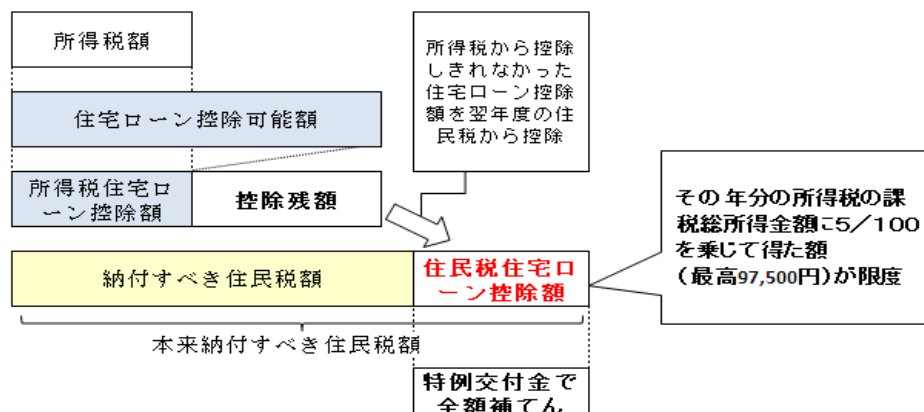 所得税額
所得税から控除
しきれなかった
住宅ローン控除
額を翌年度の住
民税から控除
住宅ローン控除可能額
所得税住宅ロ
ーン控除額
控除残額
その年分の所得税の課
税総所得金額に5/100
を乗じて得た額
(最高97,500円)が限度
納付すべき住民税額
住民税住宅ロ
ーン控除額
本来納付すべき住民税額
特例交付金で
全額補てん